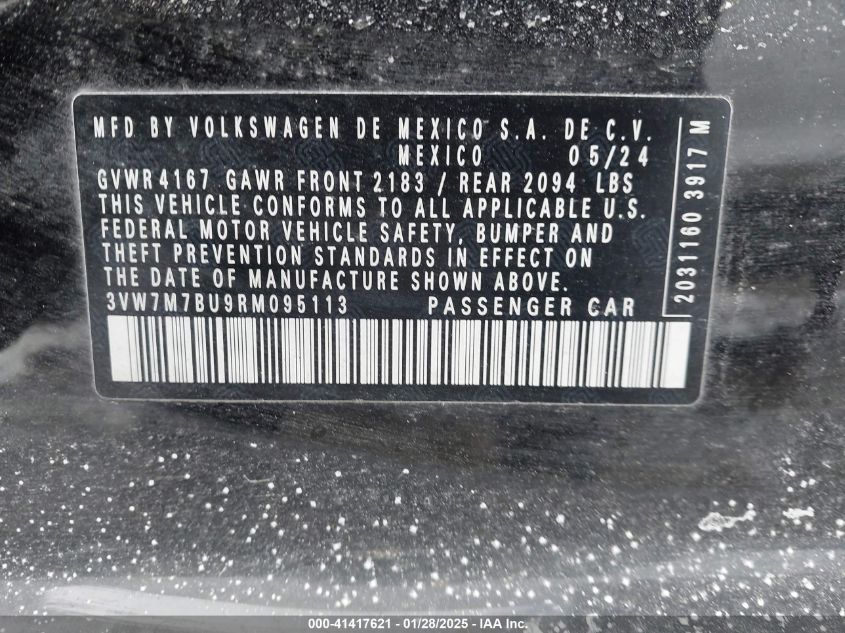 MFD BY VOLKSWAGEN DE MEXICO S.A. DE C.V.
MEXICO 05/24
GVWR 4167 GAWR FRONT 2183 / REAR 2094 LBS
THIS VEHICLE CONFORMS TO ALL APPLICABLE U.S.
FEDERAL MOTOR VEHICLE SAFETY, BUMPER AND
THEFT PREVENTION STANDARDS IN EFFECT ON
THE DATE OF MANUFACTURE SHOWN ABOVE.
3VW7M7BU9RM095113 PASSENGER CAR
2031160 3917 M
000-41417621 | 01/28/2025 | IAA Inc.